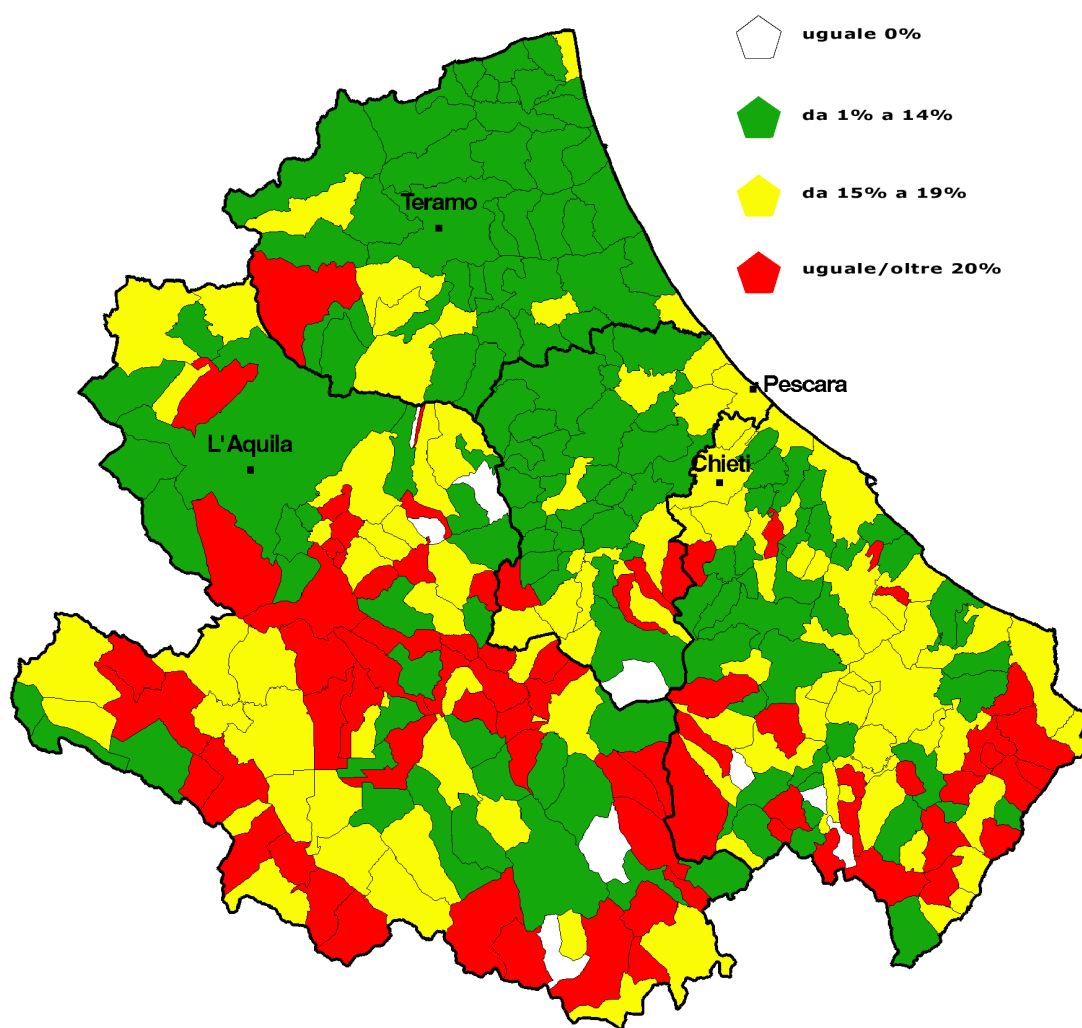 uguale 0%
da 1% a 14%
da 15% a 19%
uguale/oltre 20%
Teramo
Pescara
L'Aquila
Chieti